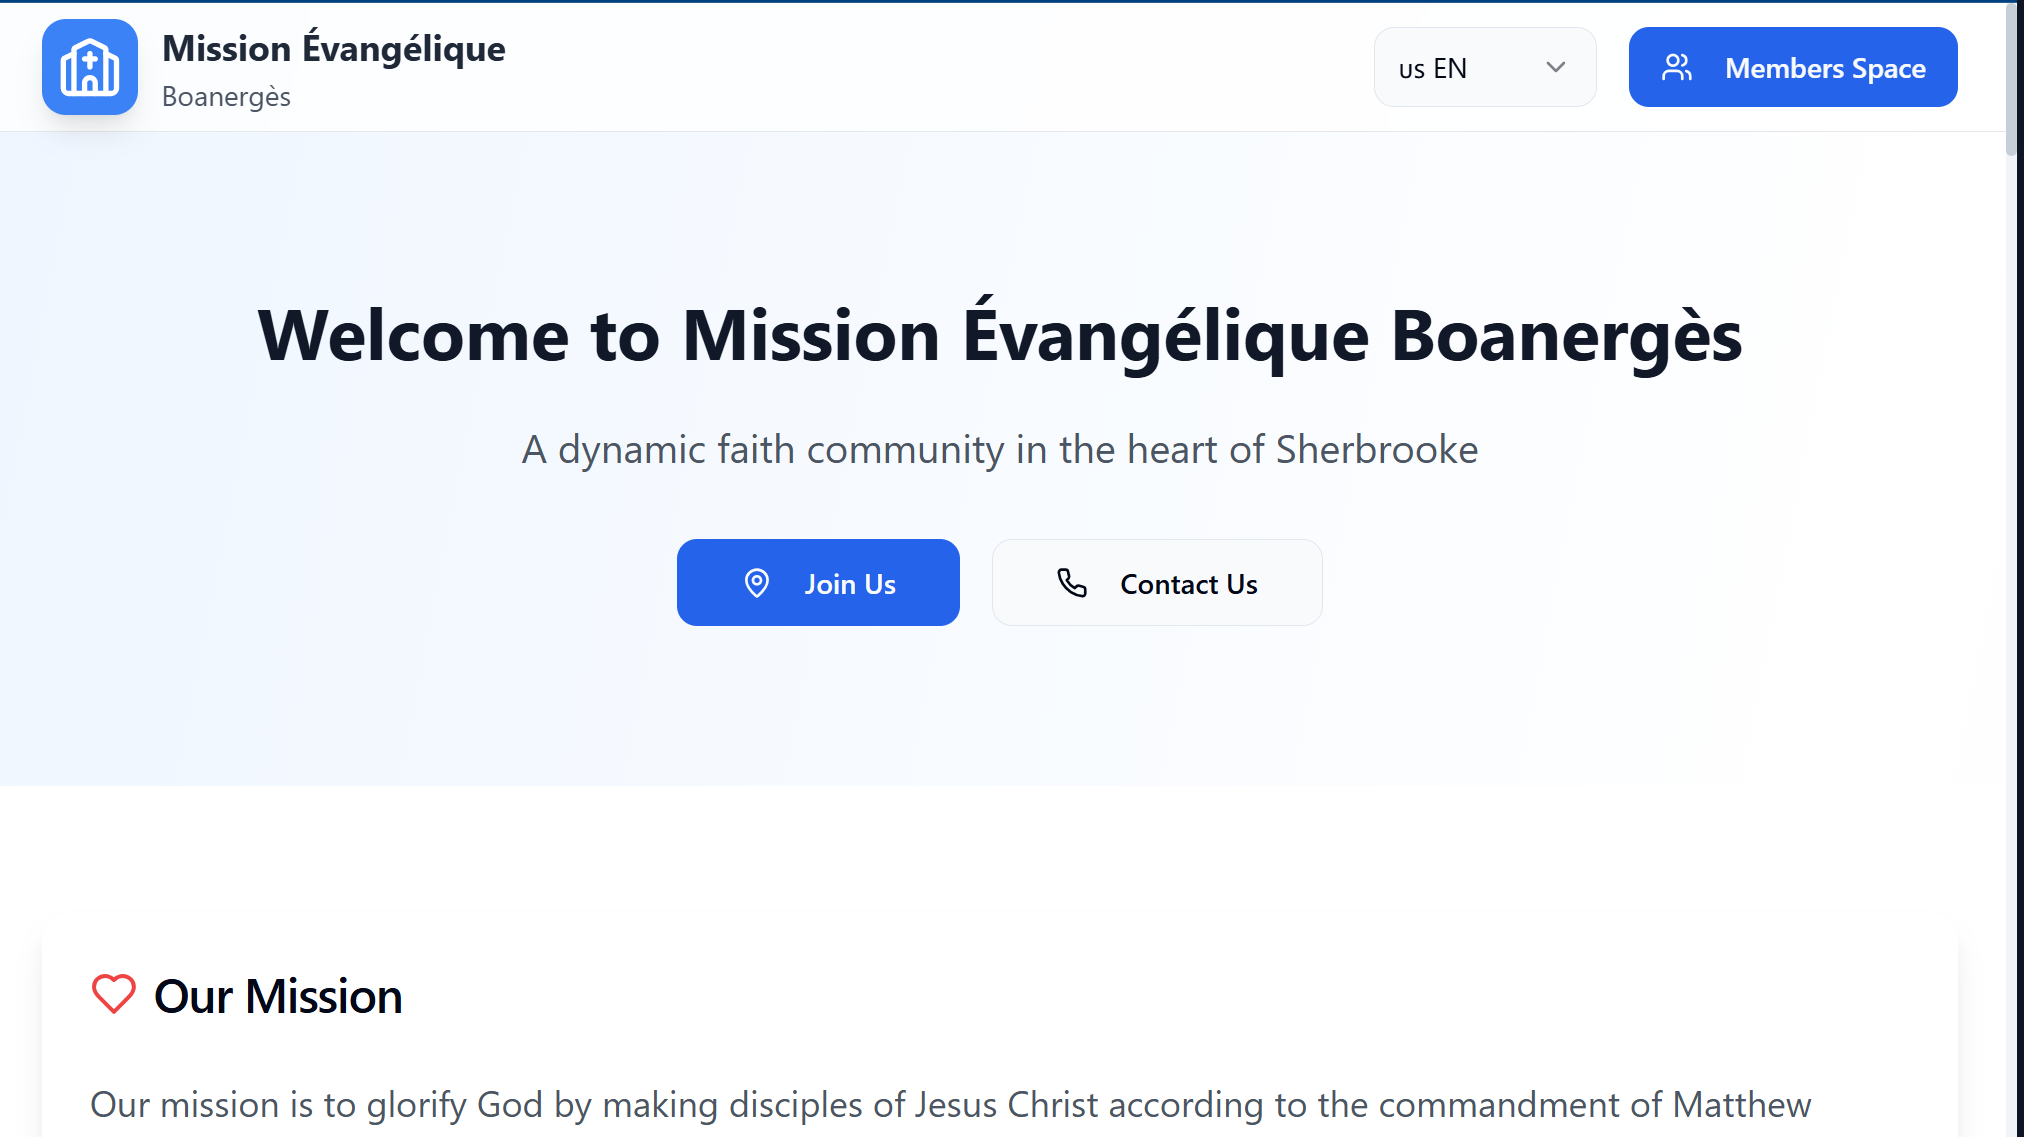 Mission Évangélique
Boanergès
us EN
Members Space
Welcome to Mission Évangélique Boanergès
A dynamic faith community in the heart of Sherbrooke
Join Us
Contact Us
Our Mission
Our mission is to glorify God by making disciples of Jesus Christ according to the commandment of Matthew